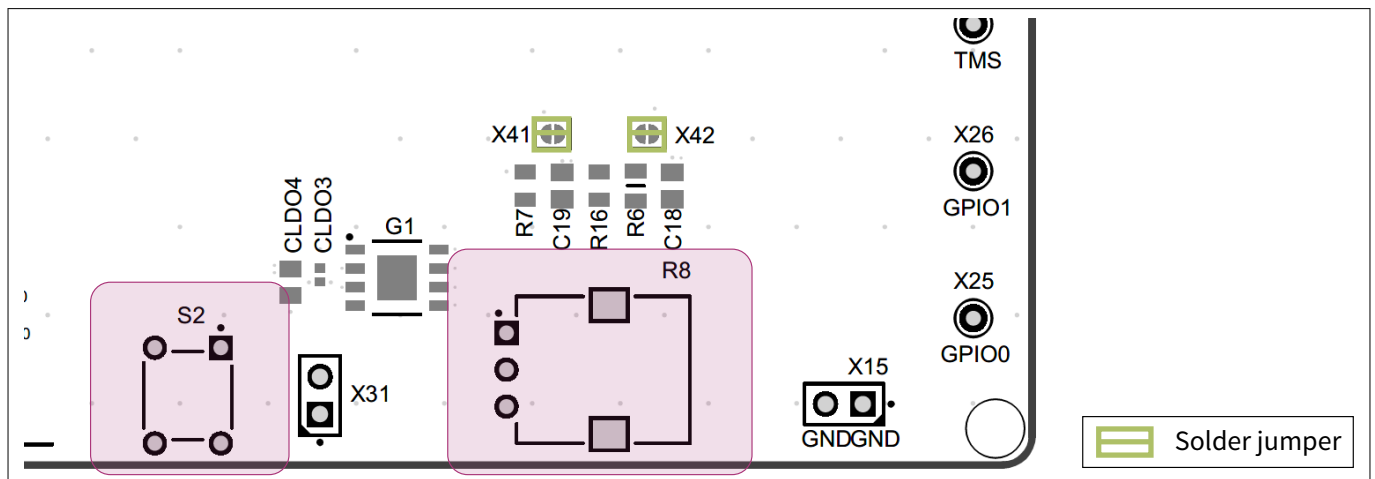 TMS
X41
X42
X26
GPIO1
CLDO4
CLDO3
G1
R7
C19
R16
R6
C18
R8
X25
GPIO0
S2
X31
X15
GNDGND
0
Solder jumper